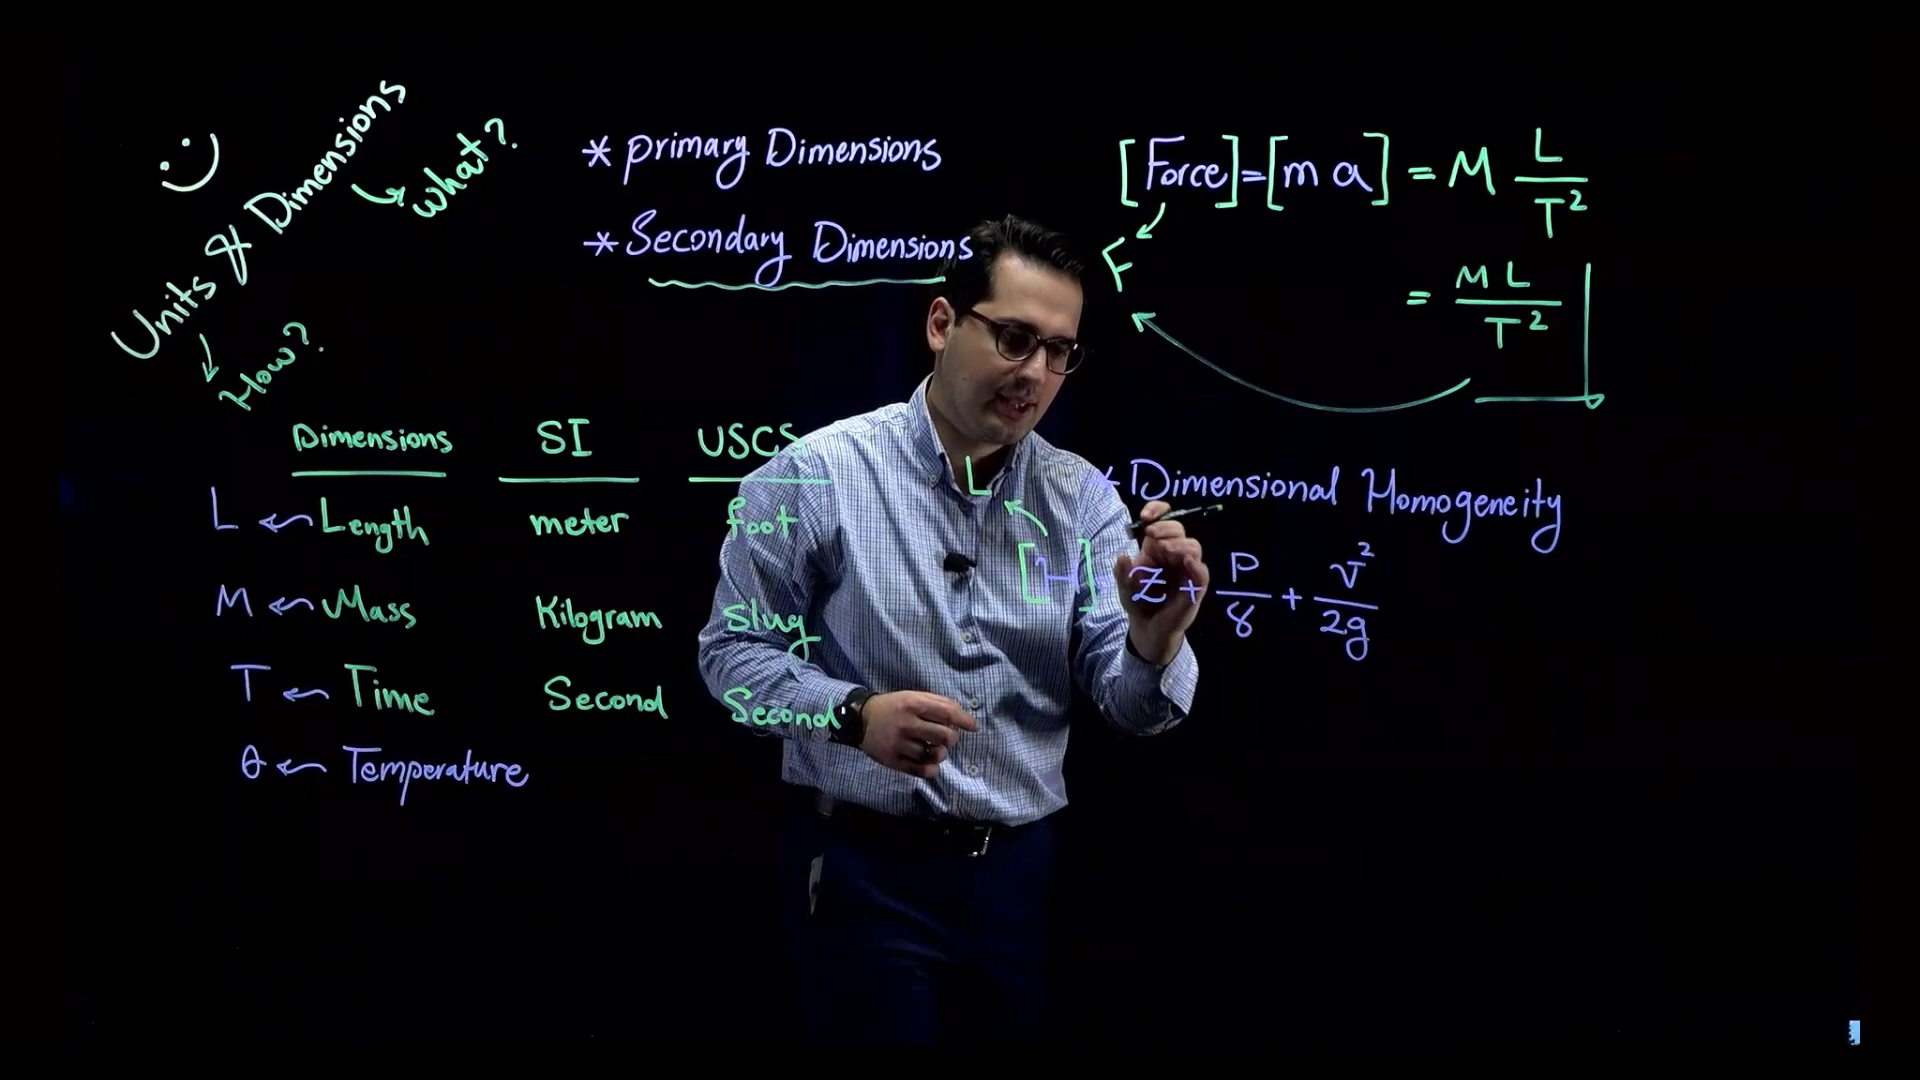 Units & Dimensions
What?
How?
* Primary Dimensions
* Secondary Dimensions
[Force] = [m a] = M L/T²
F
= M L/T²
Dimensions SI USCS
L ← Length meter foot
M ← Mass Kilogram Slug
T ← Time Second Second
θ ← Temperature
* Dimensional Homogeneity
L
[H] = Z + P/γ + V²/2g